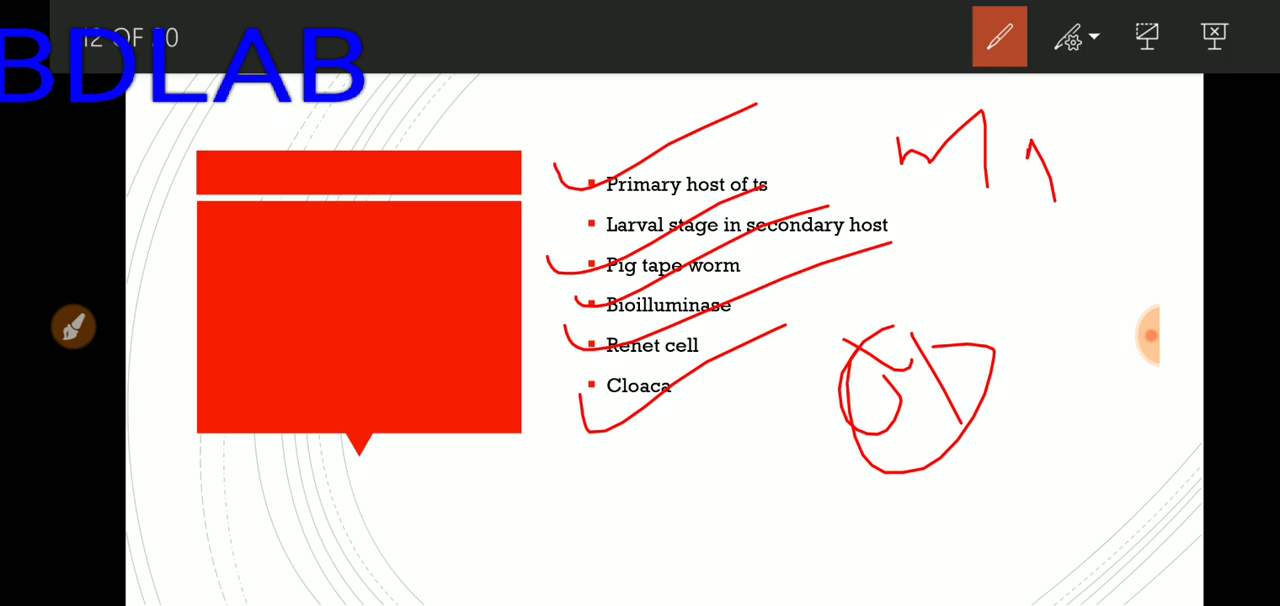 12 OF 20
BDLAB
Primary host of ts
Larval stage in secondary host
Pig tape worm
Bioilluminase
Renet cell
Cloaca